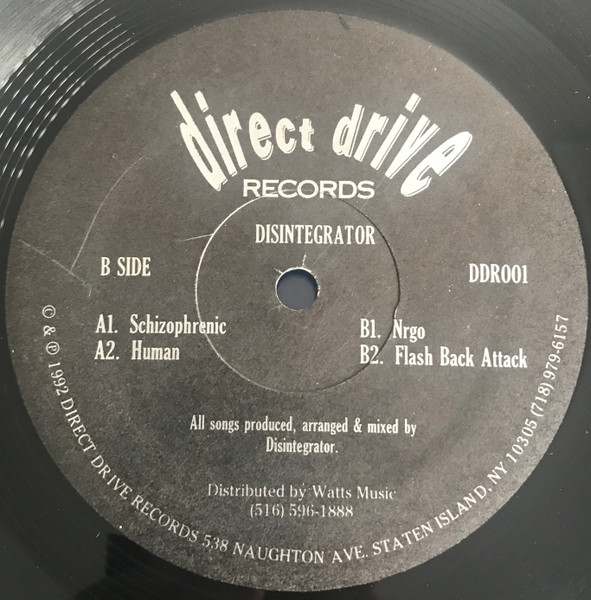 direct drive
RECORDS
DISINTEGRATOR
B SIDE
DDR001
A1. Schizophrenic
A2. Human
B1. Nrgo
B2. Flash Back Attack
All songs produced, arranged & mixed by
Disintegrator.
Distributed by Watts Music
(516) 596-1888
© & ℗ 1992 DIRECT DRIVE RECORDS 538 NAUGHTON AVE. STATEN ISLAND, NY 10305 (718) 979-6157